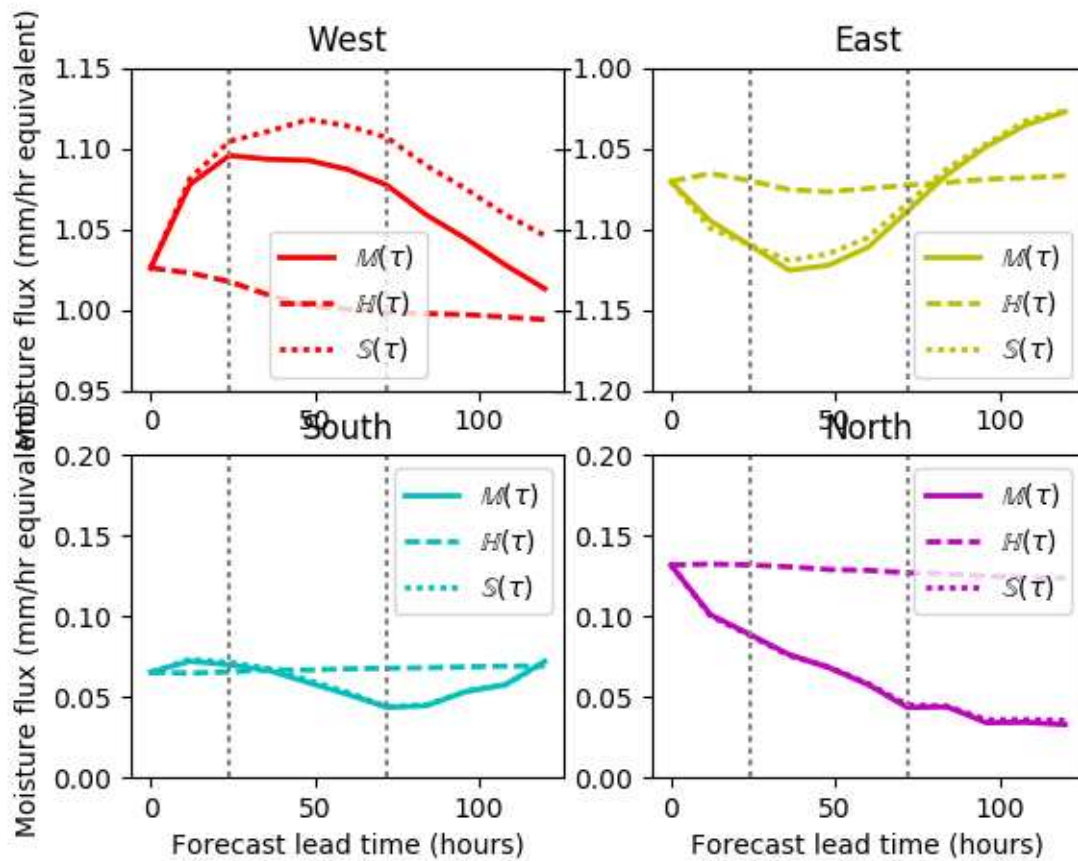 West
East
Moisture flux (mm/hr equivalent)
1.15
1.10
1.05
1.00
0.95
0
50
100
𝕄(τ)
ℍ(τ)
𝕊(τ)
-1.00
-1.05
-1.10
-1.15
-1.20
0
50
100
𝕄(τ)
ℍ(τ)
𝕊(τ)
South
North
Moisture flux (mm/hr equivalent)
0.20
0.15
0.10
0.05
0.00
0
50
100
Forecast lead time (hours)
𝕄(τ)
ℍ(τ)
𝕊(τ)
0.20
0.15
0.10
0.05
0.00
0
50
100
Forecast lead time (hours)
𝕄(τ)
ℍ(τ)
𝕊(τ)